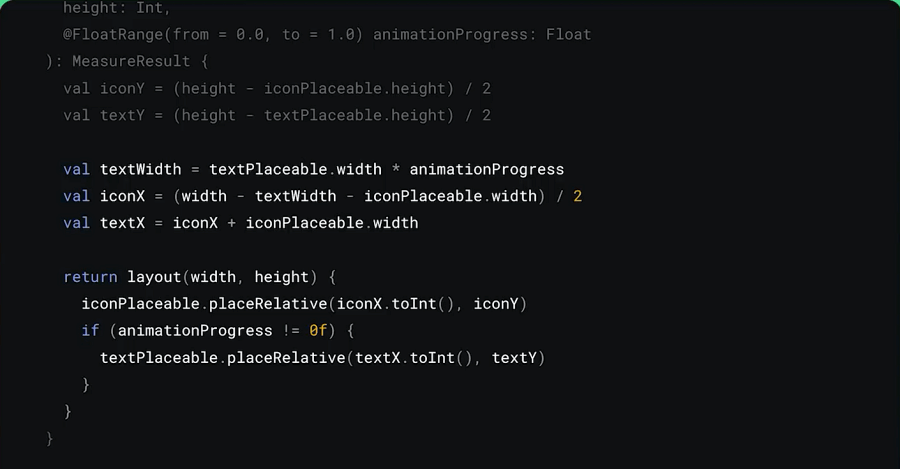 height: Int,
@FloatRange(from = 0.0, to = 1.0) animationProgress: Float
): MeasureResult {
val iconY = (height - iconPlaceable.height) / 2
val textY = (height - textPlaceable.height) / 2
val textWidth = textPlaceable.width * animationProgress
val iconX = (width - textWidth - iconPlaceable.width) / 2
val textX = iconX + iconPlaceable.width
return layout(width, height) {
iconPlaceable.placeRelative(iconX.toInt(), iconY)
if (animationProgress != 0f) {
textPlaceable.placeRelative(textX.toInt(), textY)
}
}
}